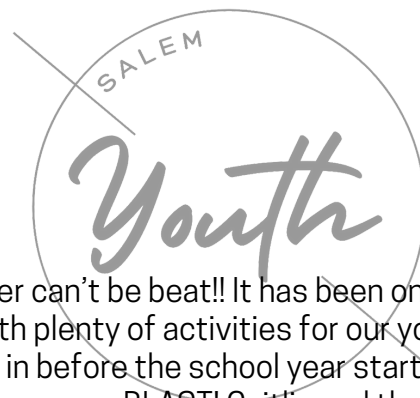 SALEM
Youth
er can't be beat!! It has been on
th plenty of activities for our yo
in before the school year start